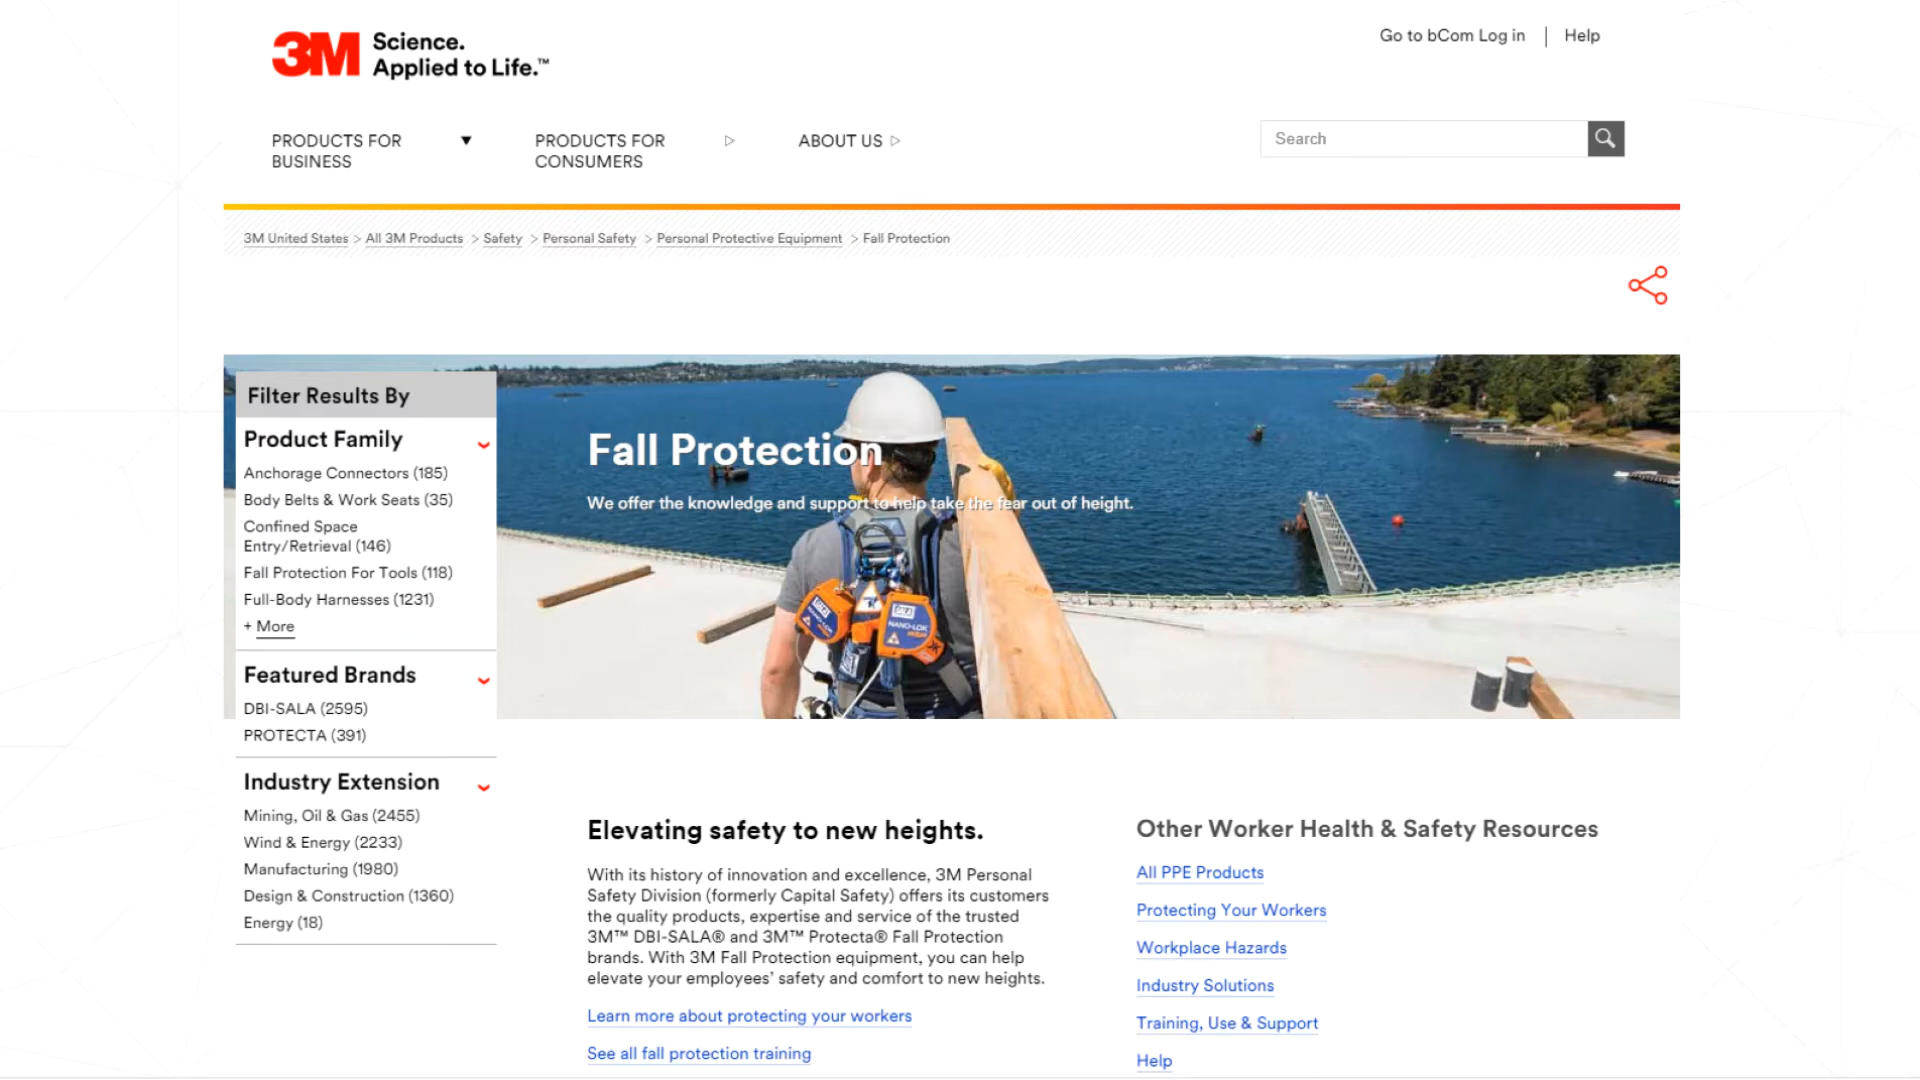 3M Science.
Applied to Life.™
Go to bCom Log in | Help
PRODUCTS FOR
BUSINESS
PRODUCTS FOR
CONSUMERS
ABOUT US
Search
3M United States > All 3M Products > Safety > Personal Safety > Personal Protective Equipment > Fall Protection
Filter Results By
Product Family
Anchorage Connectors (185)
Body Belts & Work Seats (35)
Confined Space
Entry/Retrieval (146)
Fall Protection For Tools (118)
Full-Body Harnesses (1231)
+ More
Featured Brands
DBI-SALA (2595)
PROTECTA (391)
Industry Extension
Mining, Oil & Gas (2455)
Wind & Energy (2233)
Manufacturing (1980)
Design & Construction (1360)
Energy (18)
Fall Protection
We offer the knowledge and support to help take the fear out of height.
SALA
NANO-LOK
Elevating safety to new heights.
With its history of innovation and excellence, 3M Personal
Safety Division (formerly Capital Safety) offers its customers
the quality products, expertise and service of the trusted
3M™ DBI-SALA® and 3M™ Protecta® Fall Protection
brands. With 3M Fall Protection equipment, you can help
elevate your employees' safety and comfort to new heights.
Learn more about protecting your workers
See all fall protection training
Other Worker Health & Safety Resources
All PPE Products
Protecting Your Workers
Workplace Hazards
Industry Solutions
Training, Use & Support
Help